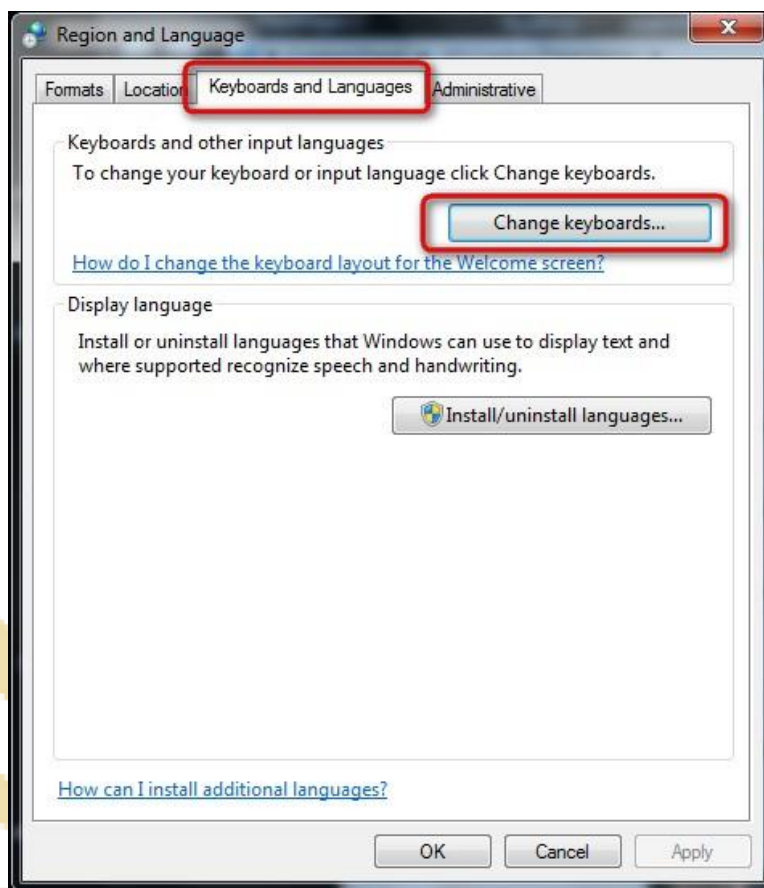 Region and Language
Formats Location Keyboards and Languages Administrative
Keyboards and other input languages
To change your keyboard or input language click Change keyboards.
Change keyboards...
How do I change the keyboard layout for the Welcome screen?
Display language
Install or uninstall languages that Windows can use to display text and
where supported recognize speech and handwriting.
Install/uninstall languages...
How can I install additional languages?
OK Cancel Apply